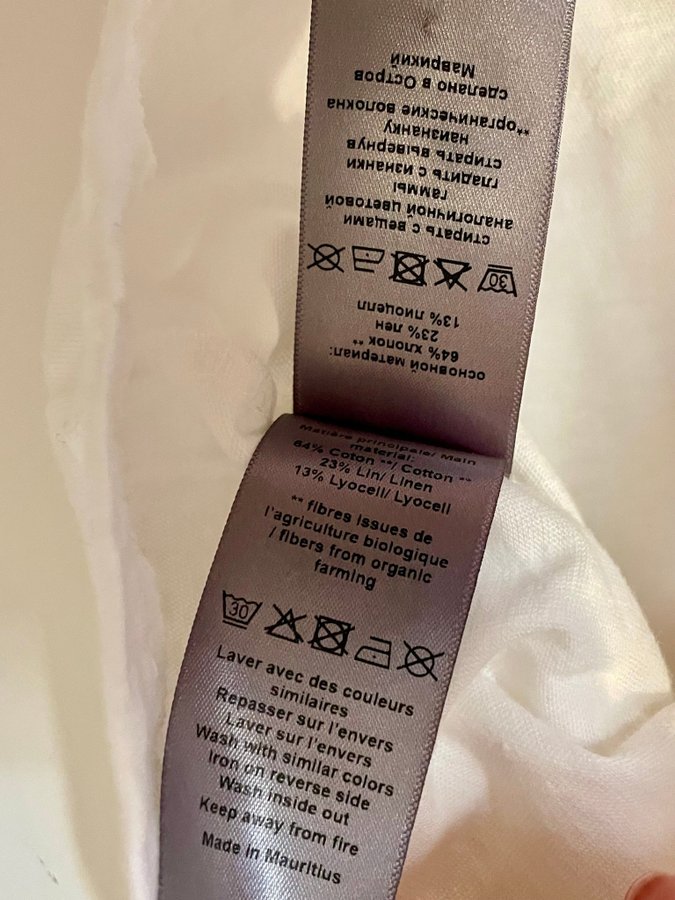 Matière principale/ Main
material:
64% Coton **/ Cotton **
23% Lin/ Linen
13% Lyocell/ Lyocell
** fibres issues de
l'agriculture biologique
/ fibers from organic
farming
30
Laver avec des couleurs
similaires
Repasser sur l'envers
Laver sur l'envers
Wash with similar colors
Iron on reverse side
Wash inside out
Keep away from fire
Made in Mauritius
основной материал:
64% хлопок **
23% лен
13% лиоцелл
30
стирать с вещами
аналогичной цветовой
гаммы
гладить с изнанки
стирать вывернув
наизнанку
**органические волокна
сделано в Остров
Маврикий